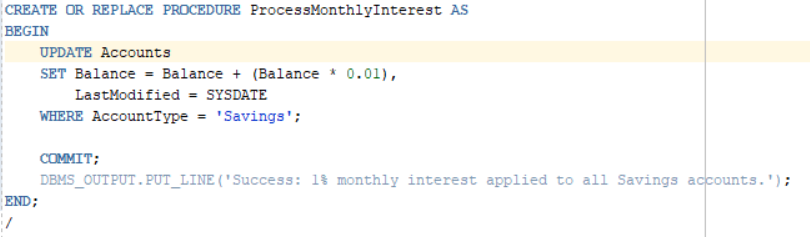 CREATE OR REPLACE PROCEDURE ProcessMonthlyInterest AS
BEGIN
    UPDATE Accounts
    SET Balance = Balance + (Balance * 0.01),
        LastModified = SYSDATE
    WHERE AccountType = 'Savings';

    COMMIT;
    DBMS_OUTPUT.PUT_LINE('Success: 1% monthly interest applied to all Savings accounts.');
END;
/